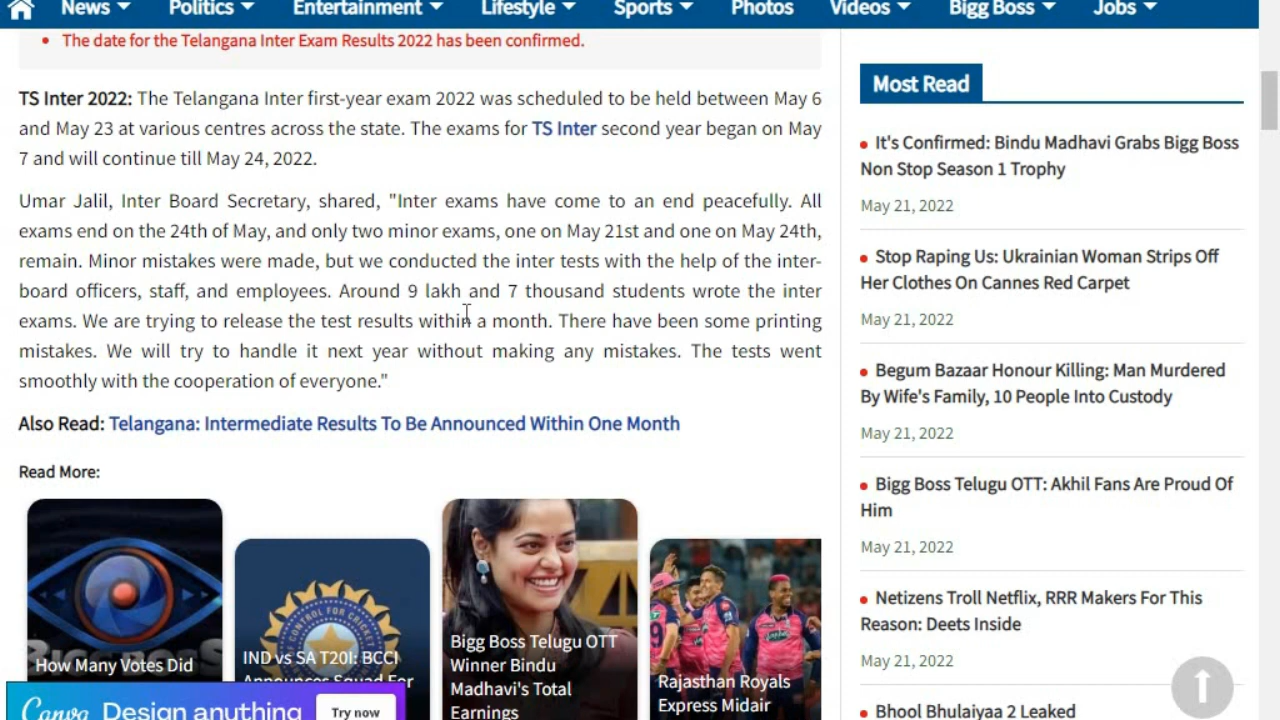 News
Politics
Entertainment
Lifestyle
Sports
Photos
Videos
Bigg Boss
Jobs
The date for the Telangana Inter Exam Results 2022 has been confirmed.
TS Inter 2022: The Telangana Inter first-year exam 2022 was scheduled to be held between May 6
and May 23 at various centres across the state. The exams for TS Inter second year began on May
7 and will continue till May 24, 2022.
Umar Jalil, Inter Board Secretary, shared, "Inter exams have come to an end peacefully. All
exams end on the 24th of May, and only two minor exams, one on May 21st and one on May 24th,
remain. Minor mistakes were made, but we conducted the inter tests with the help of the inter-
board officers, staff, and employees. Around 9 lakh and 7 thousand students wrote the inter
exams. We are trying to release the test results within a month. There have been some printing
mistakes. We will try to handle it next year without making any mistakes. The tests went
smoothly with the cooperation of everyone."
Also Read: Telangana: Intermediate Results To Be Announced Within One Month
Read More:
How Many Votes Did
IND vs SA T20I: BCCI
Announces Squad For
Bigg Boss Telugu OTT
Winner Bindu
Madhavi's Total
Earnings
Rajasthan Royals
Express Midair
Canva Design anything
Try now
Most Read
It's Confirmed: Bindu Madhavi Grabs Bigg Boss
Non Stop Season 1 Trophy
May 21, 2022
Stop Raping Us: Ukrainian Woman Strips Off
Her Clothes On Cannes Red Carpet
May 21, 2022
Begum Bazaar Honour Killing: Man Murdered
By Wife's Family, 10 People Into Custody
May 21, 2022
Bigg Boss Telugu OTT: Akhil Fans Are Proud Of
Him
May 21, 2022
Netizens Troll Netflix, RRR Makers For This
Reason: Deets Inside
May 21, 2022
Bhool Bhulaiyaa 2 Leaked